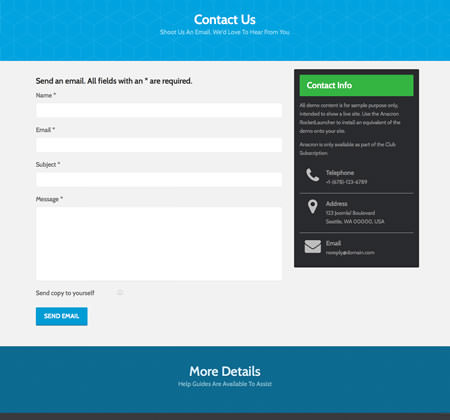 Contact Us
Shoot Us An Email, We'd Love To Hear From You
Send an email. All fields with an * are required.
Name *
Email *
Subject *
Message *
Send copy to yourself
SEND EMAIL
Contact Info
All demo content is for sample purpose only,
intended to show a live site. Use the Anacron
RocketLauncher to install an equivalent of the
demo onto your site.
Anacron is only available as part of the Club
Subscription.
Telephone
+1-(678)-123-6789
Address
123 Joomla! Boulevard
Seattle, WA 00000, USA
Email
noreply@domain.com
More Details
Help Guides Are Available To Assist